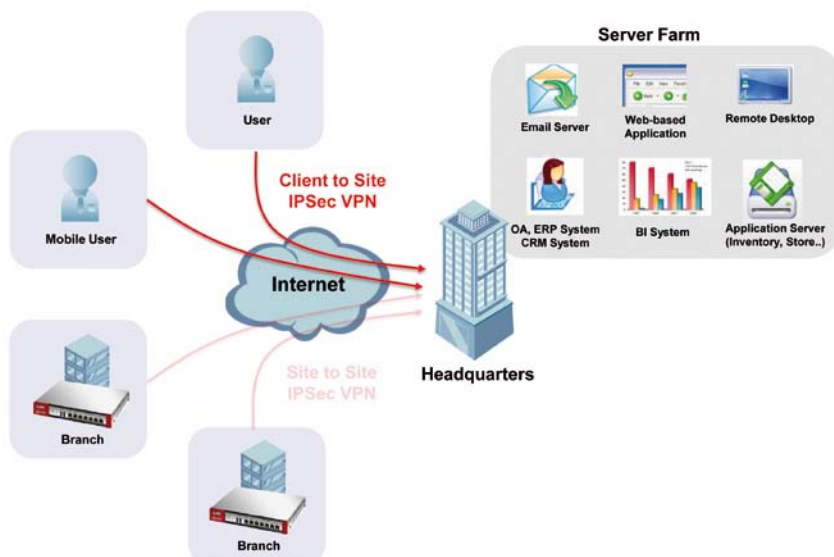 Server Farm
User
Email Server
Web-based
Application
Remote Desktop
Client to Site
IPSec VPN
Mobile User
OA, ERP System
CRM System
BI System
Application Server
(Inventory, Store..)
Internet
Headquarters
Site to Site
IPSec VPN
Branch
Branch